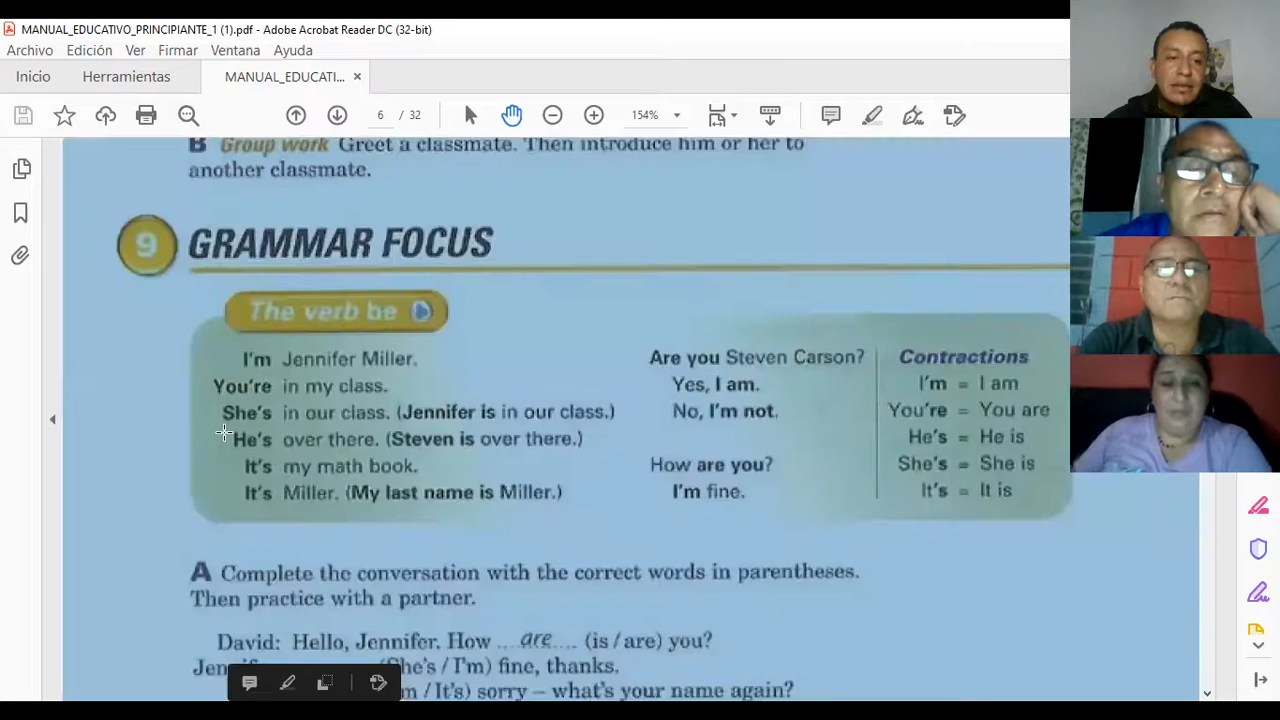 MANUAL_EDUCATIVO_PRINCIPIANTE_1 (1).pdf - Adobe Acrobat Reader DC (32-bit)
Archivo Edición Ver Firmar Ventana Ayuda
Inicio Herramientas MANUAL_EDUCATI... ×
6 / 32 154%
B Group work Greet a classmate. Then introduce him or her to
another classmate.
9 GRAMMAR FOCUS
The verb be
I'm Jennifer Miller.
You're in my class.
She's in our class. (Jennifer is in our class.)
He's over there. (Steven is over there.)
It's my math book.
It's Miller. (My last name is Miller.)
Are you Steven Carson?
Yes, I am.
No, I'm not.
How are you?
I'm fine.
Contractions
I'm = I am
You're = You are
He's = He is
She's = She is
It's = It is
A Complete the conversation with the correct words in parentheses.
Then practice with a partner.
David: Hello, Jennifer. How ... are .... (is / are) you?
(She's / I'm) fine, thanks.
/ It's) sorry – what's your name again?